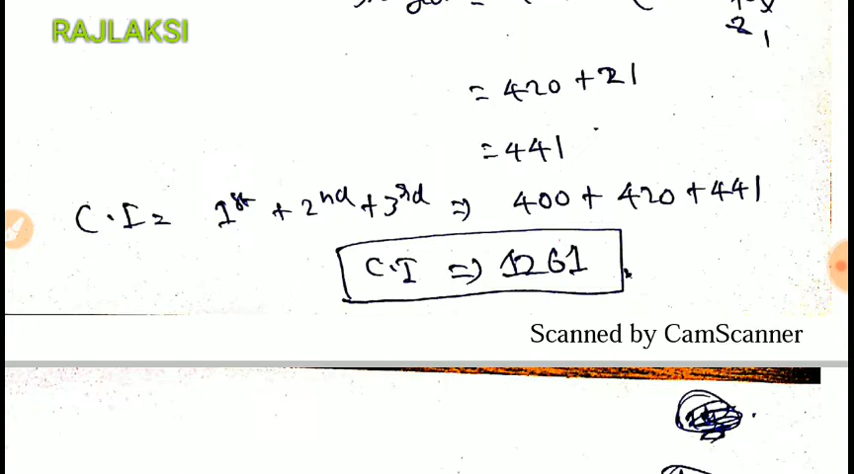 RAJLAKSI
= 420 + 21
= 441
C.I = 1st + 2nd + 3rd ⇒ 400 + 420 + 441
C.I ⇒ 1261
Scanned by CamScanner